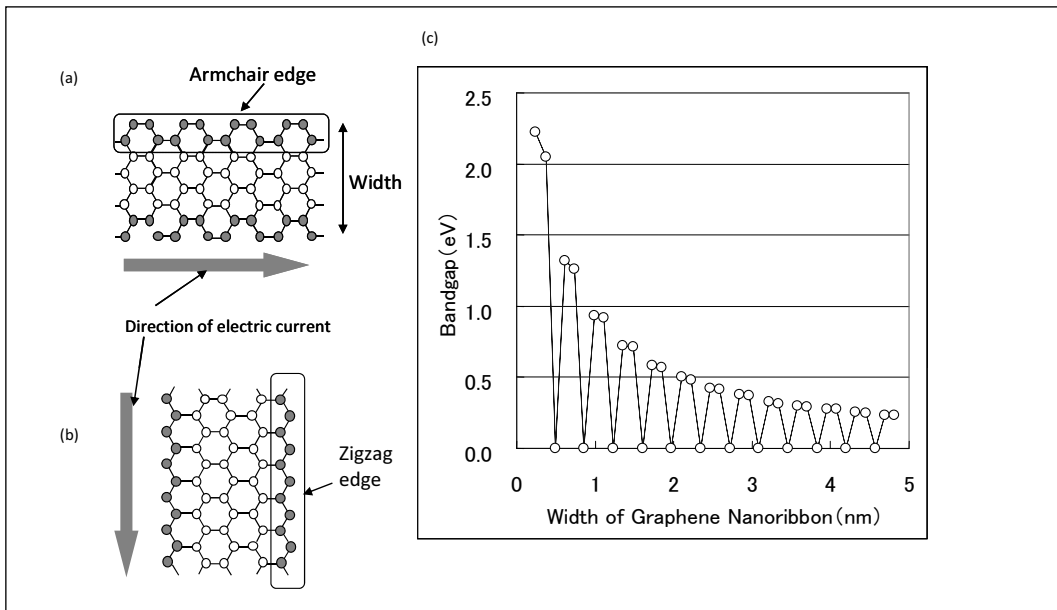 (a)
Armchair edge
Width
Direction of electric current
(b)
Zigzag
edge
(c)
2.5
2.0
1.5
1.0
0.5
0.0
Bandgap(eV)
0 1 2 3 4 5
Width of Graphene Nanoribbon(nm)